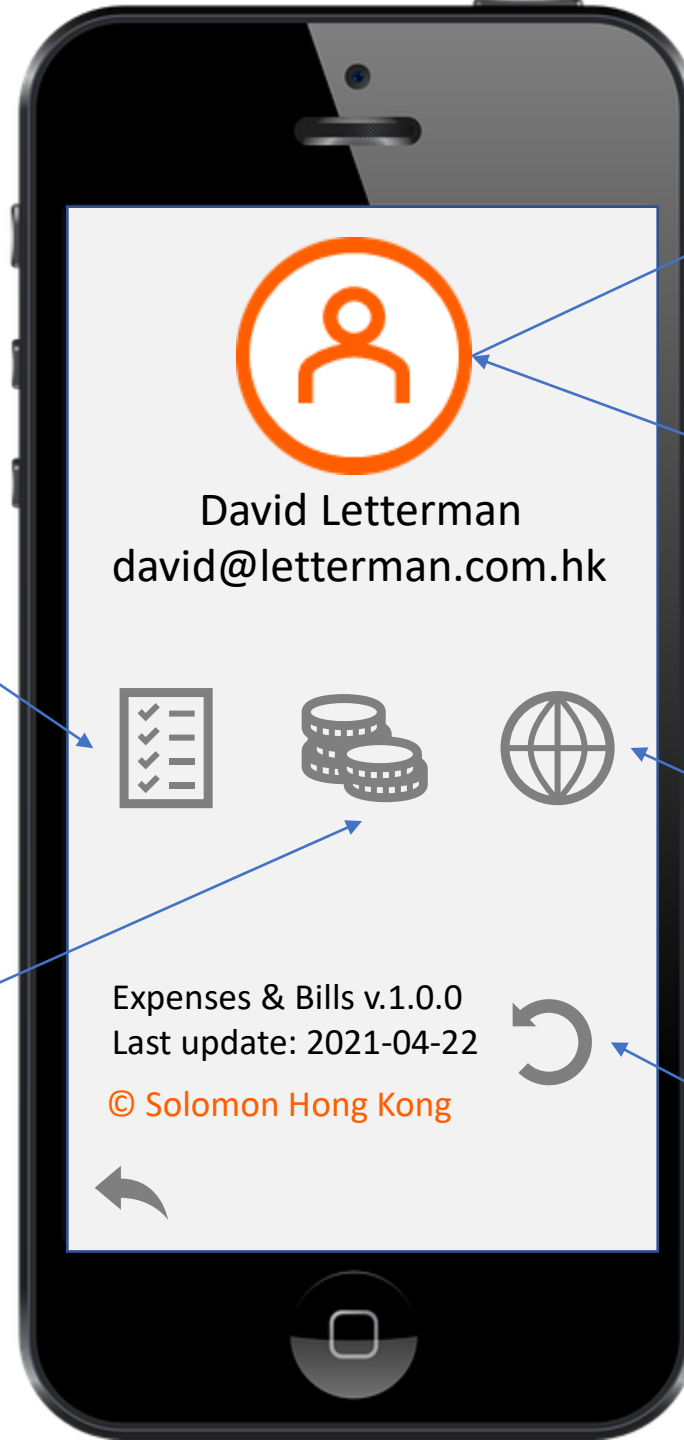 David Letterman
david@letterman.com.hk
Expenses & Bills v.1.0.0
Last update: 2021-04-22
© Solomon Hong Kong